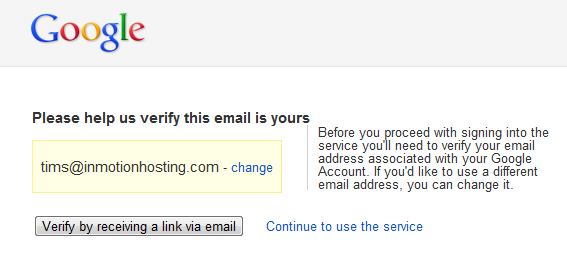 Google
Please help us verify this email is yours
tims@inmotionhosting.com - change
Before you proceed with signing into the
service you'll need to verify your email
address associated with your Google
Account. If you'd like to use a different
email address, you can change it.
Verify by receiving a link via email
Continue to use the service